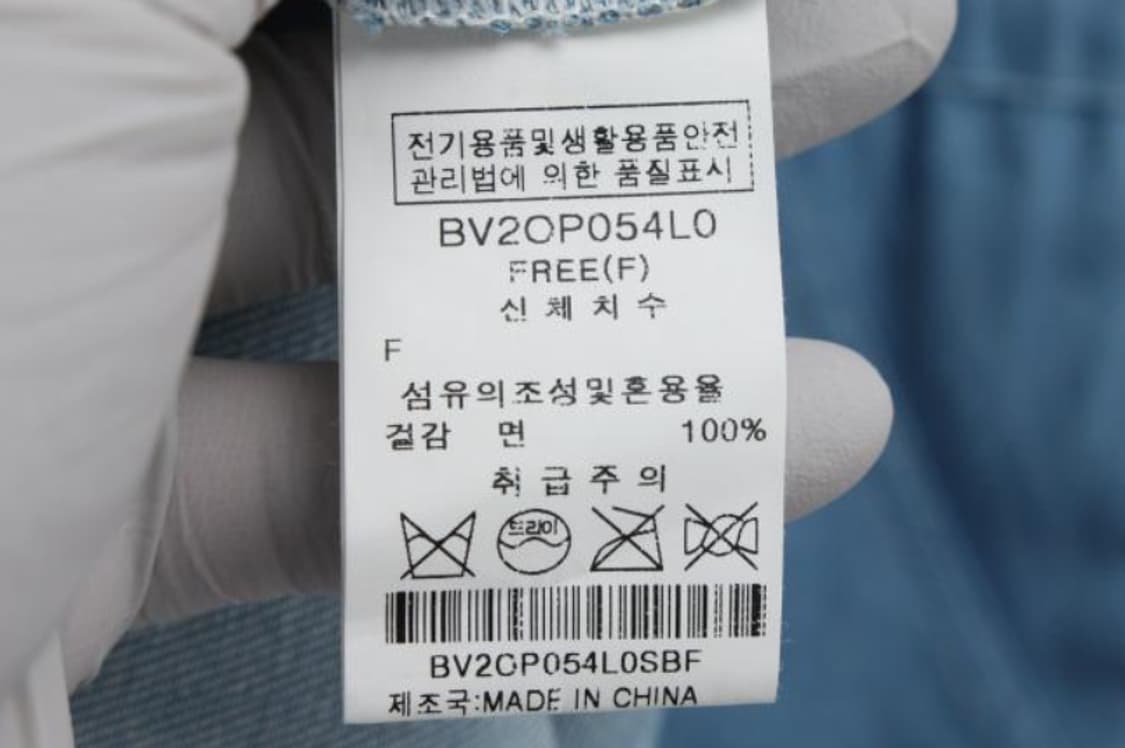 전기용품및생활용품안전
관리법에 의한 품질표시
BV2OP054L0
FREE(F)
신 체 치 수
F
섬유의조성및혼용율
겉감 면 100%
취 급 주 의
드라이
BV2OP054L0SBF
제조국:MADE IN CHINA